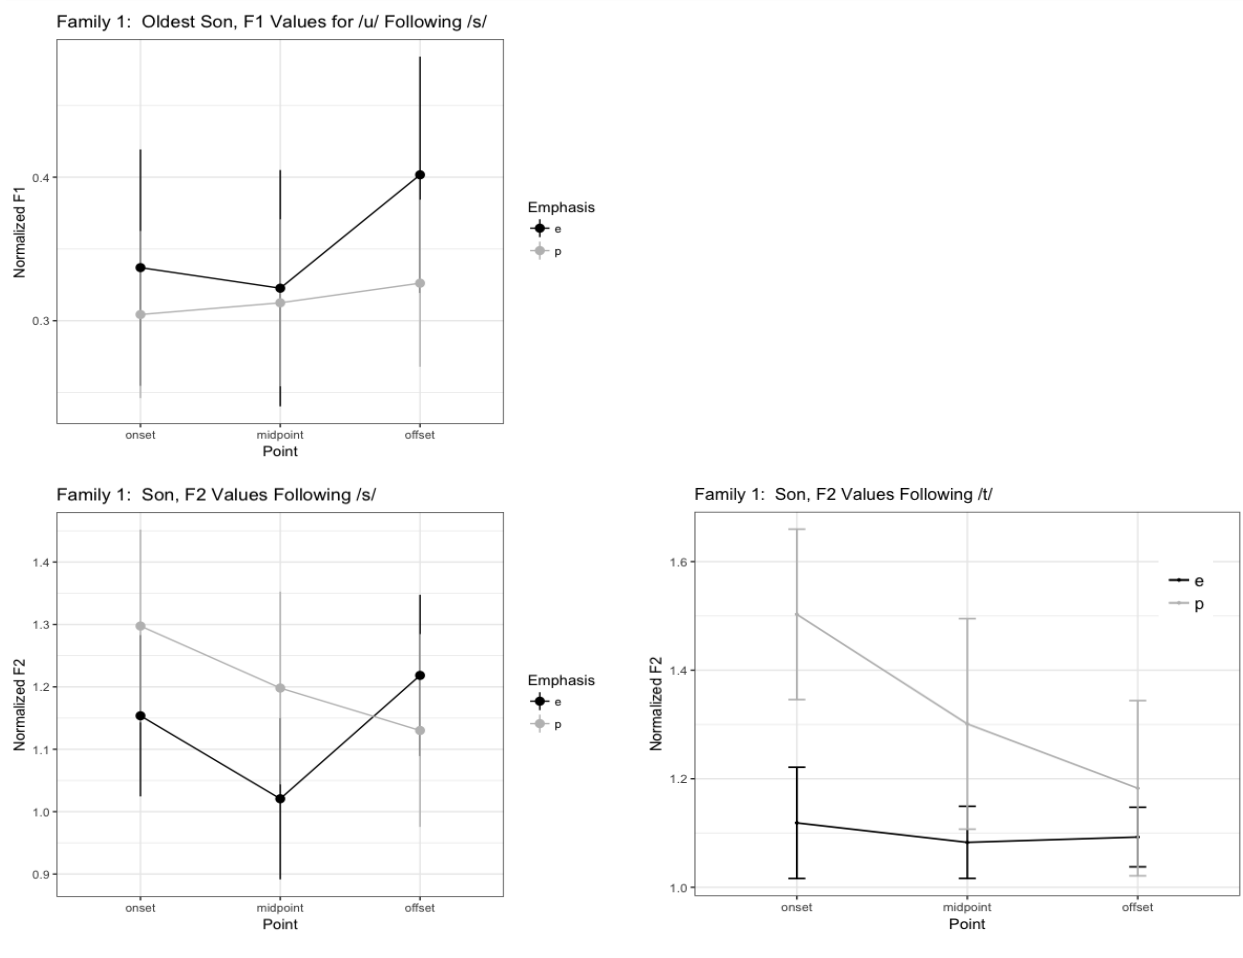 Family 1:  Oldest Son, F1 Values for /u/ Following /s/
Normalized F1
0.4
0.3
onset
midpoint
offset
Point
Emphasis
e
p
Family 1:  Son, F2 Values Following /s/
Normalized F2
1.4
1.3
1.2
1.1
1.0
0.9
onset
midpoint
offset
Point
Emphasis
e
p
Family 1:  Son, F2 Values Following /t/
Normalized F2
1.6
1.4
1.2
1.0
onset
midpoint
offset
Point
e
p